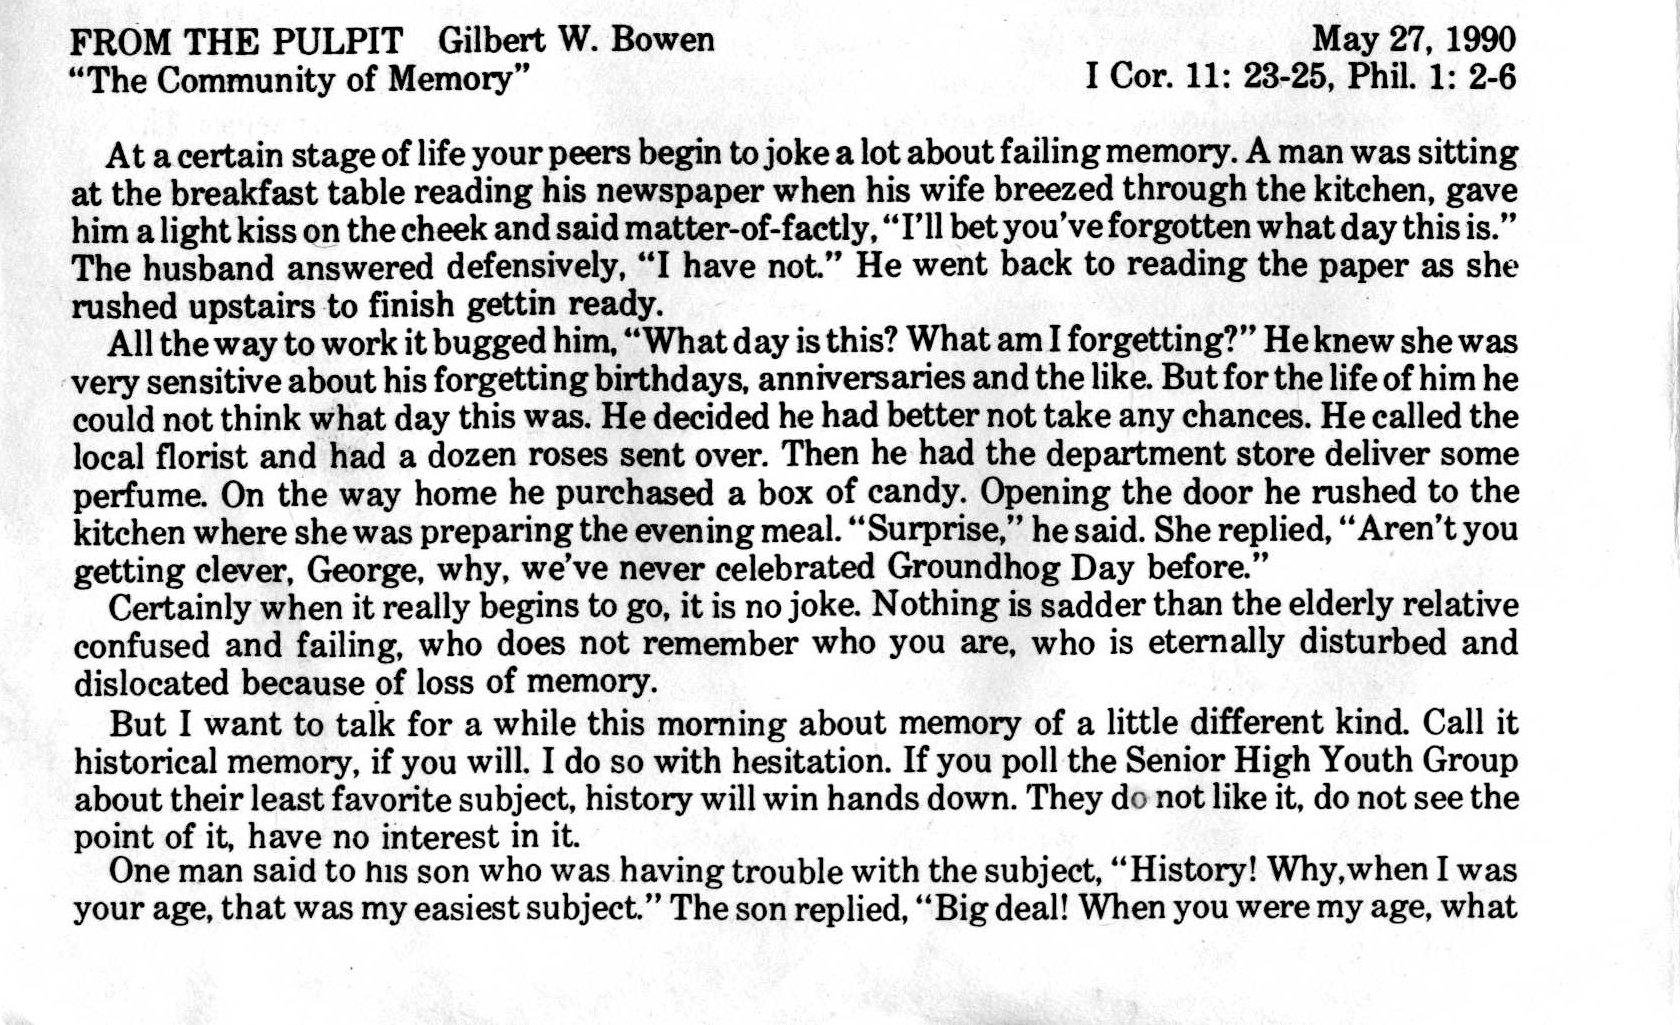 FROM THE PULPIT Gilbert W. Bowen May 27, 1990
“The Community of Memory” I Cor. 11: 23-25, Phil. 1: 2-6
At a certain stage of life your peers begin to joke a lot about failing memory. A man was sitting
at the breakfast table reading his newspaper when his wife breezed through the kitchen, gave
him a light kiss on the cheek and said matter-of-factly, “I’ll bet you’ve forgotten what day this is.”
The husband answered defensively, “I have not.” He went back to reading the paper as she
rushed upstairs to finish gettin ready.
All the way to work it bugged him, “What day is this? What am I forgetting?” He knew she was
very sensitive about his forgetting birthdays, anniversaries and the like. But for the life of him he
could not think what day this was. He decided he had better not take any chances. He called the
local florist and had a dozen roses sent over. Then he had the department store deliver some
perfume. On the way home he purchased a box of candy. Opening the door he rushed to the
kitchen where she was preparing the evening meal. “Surprise,” he said. She replied, “Aren’t you
getting clever, George, why, we’ve never celebrated Groundhog Day before.”
Certainly when it really begins to go, it is no joke. Nothing is sadder than the elderly relative
confused and failing, who does not remember who you are, who is eternally disturbed and
dislocated because of loss of memory.
But I want to talk for a while this morning about memory of a little different kind. Call it
historical memory, if you will. I do so with hesitation. If you poll the Senior High Youth Group
about their least favorite subject, history will win hands down. They do not like it, do not see the
point of it, have no interest in it.
One man said to his son who was having trouble with the subject, “History! Why,when I was
your age, that was my easiest subject.” The son replied, “Big deal! When you were my age, what